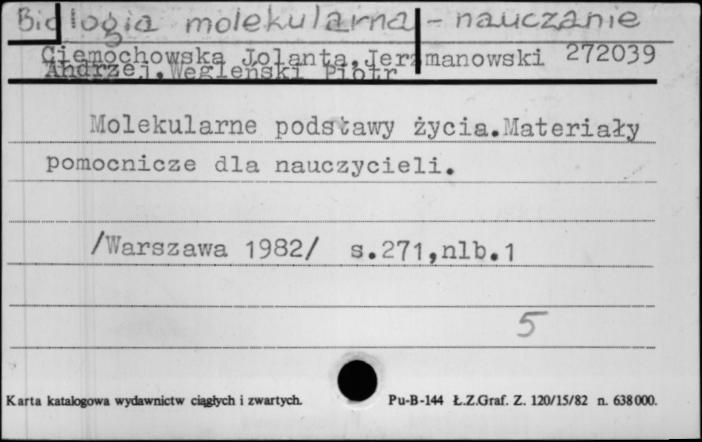 Biologia molekularna - nauczanie
Ciemochowska Jolanta, Jerzmanowski 272039
Andrzej, Węgleński Piotr
Molekularne podstawy życia. Materiały
pomocnicze dla nauczycieli.
/Warszawa 1982/ s.271, nlb.1
5
Karta katalogowa wydawnictw ciągłych i zwartych. Pu-B-144 Ł.Z.Graf. Z. 120/15/82 n. 638000.